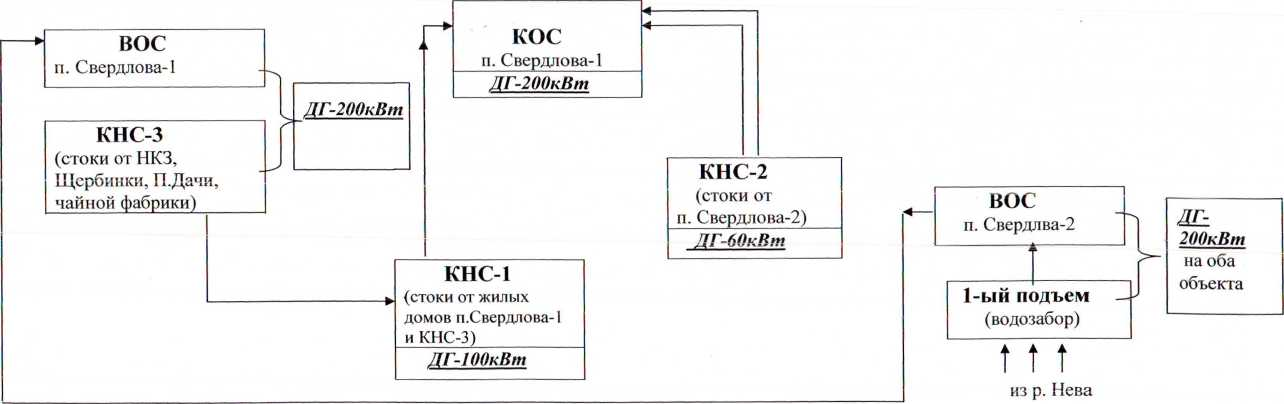 ВОС
п. Свердлова-1
КНС-3
(стоки от НКЗ,
Щербинки, П.Дачи,
чайной фабрики)
ДГ-200кВт
КОС
п. Свердлова-1
ДГ-200кВт
КНС-1
(стоки от жилых
домов п.Свердлова-1
и КНС-3)
ДГ-100кВт
КНС-2
(стоки от
п. Свердлова-2)
ДГ-60кВт
ВОС
п. Свердлва-2
1-ый подъем
(водозабор)
из р. Нева
ДГ-
200кВт
на оба
объекта